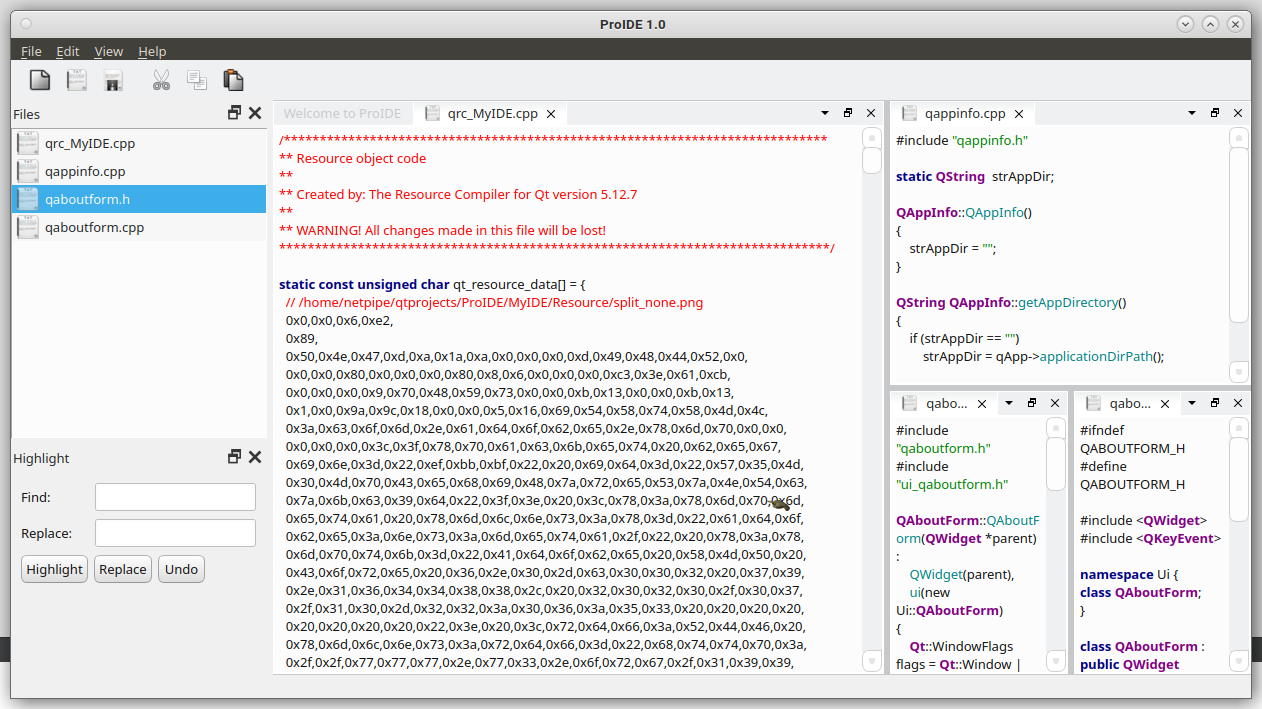 ProIDE 1.0
File Edit View Help
Files
qrc_MyIDE.cpp
qappinfo.cpp
qaboutform.h
qaboutform.cpp
Highlight
Find:
Replace:
Highlight Replace Undo
Welcome to ProIDE qrc_MyIDE.cpp
/****************************************************************************
** Resource object code
**
** Created by: The Resource Compiler for Qt version 5.12.7
**
** WARNING! All changes made in this file will be lost!
*****************************************************************************/
static const unsigned char qt_resource_data[] = {
// /home/netpipe/qtprojects/ProIDE/MyIDE/Resource/split_none.png
0x0,0x0,0x6,0xe2,
0x89,
0x50,0x4e,0x47,0xd,0xa,0x1a,0xa,0x0,0x0,0x0,0xd,0x49,0x48,0x44,0x52,0x0,
0x0,0x0,0x80,0x0,0x0,0x0,0x80,0x8,0x6,0x0,0x0,0x0,0xc3,0x3e,0x61,0xcb,
0x0,0x0,0x0,0x9,0x70,0x48,0x59,0x73,0x0,0x0,0xb,0x13,0x0,0x0,0xb,0x13,
0x1,0x0,0x9a,0x9c,0x18,0x0,0x0,0x5,0x16,0x69,0x54,0x58,0x74,0x58,0x4d,0x4c,
0x3a,0x63,0x6f,0x6d,0x2e,0x61,0x64,0x6f,0x62,0x65,0x2e,0x78,0x6d,0x70,0x0,0x0,
0x0,0x0,0x0,0x3c,0x3f,0x78,0x70,0x61,0x63,0x6b,0x65,0x74,0x20,0x62,0x65,0x67,
0x69,0x6e,0x3d,0x22,0xef,0xbb,0xbf,0x22,0x20,0x69,0x64,0x3d,0x22,0x57,0x35,0x4d,
0x30,0x4d,0x70,0x43,0x65,0x68,0x69,0x48,0x7a,0x72,0x65,0x53,0x7a,0x4e,0x54,0x63,
0x7a,0x6b,0x63,0x39,0x64,0x22,0x3f,0x3e,0x20,0x3c,0x78,0x3a,0x78,0x6d,0x70,0x6d,
0x65,0x74,0x61,0x20,0x78,0x6d,0x6c,0x6e,0x73,0x3a,0x78,0x3d,0x22,0x61,0x64,0x6f,
0x62,0x65,0x3a,0x6e,0x73,0x3a,0x6d,0x65,0x74,0x61,0x2f,0x22,0x20,0x78,0x3a,0x78,
0x6d,0x70,0x74,0x6b,0x3d,0x22,0x41,0x64,0x6f,0x62,0x65,0x20,0x58,0x4d,0x50,0x20,
0x43,0x6f,0x72,0x65,0x20,0x36,0x2e,0x30,0x2d,0x63,0x30,0x30,0x32,0x20,0x37,0x39,
0x2e,0x31,0x36,0x34,0x34,0x38,0x38,0x2c,0x20,0x32,0x30,0x32,0x30,0x2f,0x30,0x37,
0x2f,0x31,0x30,0x2d,0x32,0x32,0x3a,0x30,0x36,0x3a,0x35,0x33,0x20,0x20,0x20,0x20,
0x20,0x20,0x20,0x20,0x22,0x3e,0x20,0x3c,0x72,0x64,0x66,0x3a,0x52,0x44,0x46,0x20,
0x78,0x6d,0x6c,0x6e,0x73,0x3a,0x72,0x64,0x66,0x3d,0x22,0x68,0x74,0x74,0x70,0x3a,
0x2f,0x2f,0x77,0x77,0x77,0x2e,0x77,0x33,0x2e,0x6f,0x72,0x67,0x2f,0x31,0x39,0x39,
qappinfo.cpp
#include "qappinfo.h"
static QString strAppDir;
QAppInfo::QAppInfo()
{
strAppDir = "";
}
QString QAppInfo::getAppDirectory()
{
if (strAppDir == "")
strAppDir = qApp->applicationDirPath();
qabo...
#include
"qaboutform.h"
#include
"ui_qaboutform.h"
QAboutForm::QAboutF
orm(QWidget *parent)
:
QWidget(parent),
ui(new
Ui::QAboutForm)
{
Qt::WindowFlags
flags = Qt::Window |
qabo...
#ifndef
QABOUTFORM_H
#define
QABOUTFORM_H
#include <QWidget>
#include <QKeyEvent>
namespace Ui {
class QAboutForm;
}
class QAboutForm :
public QWidget